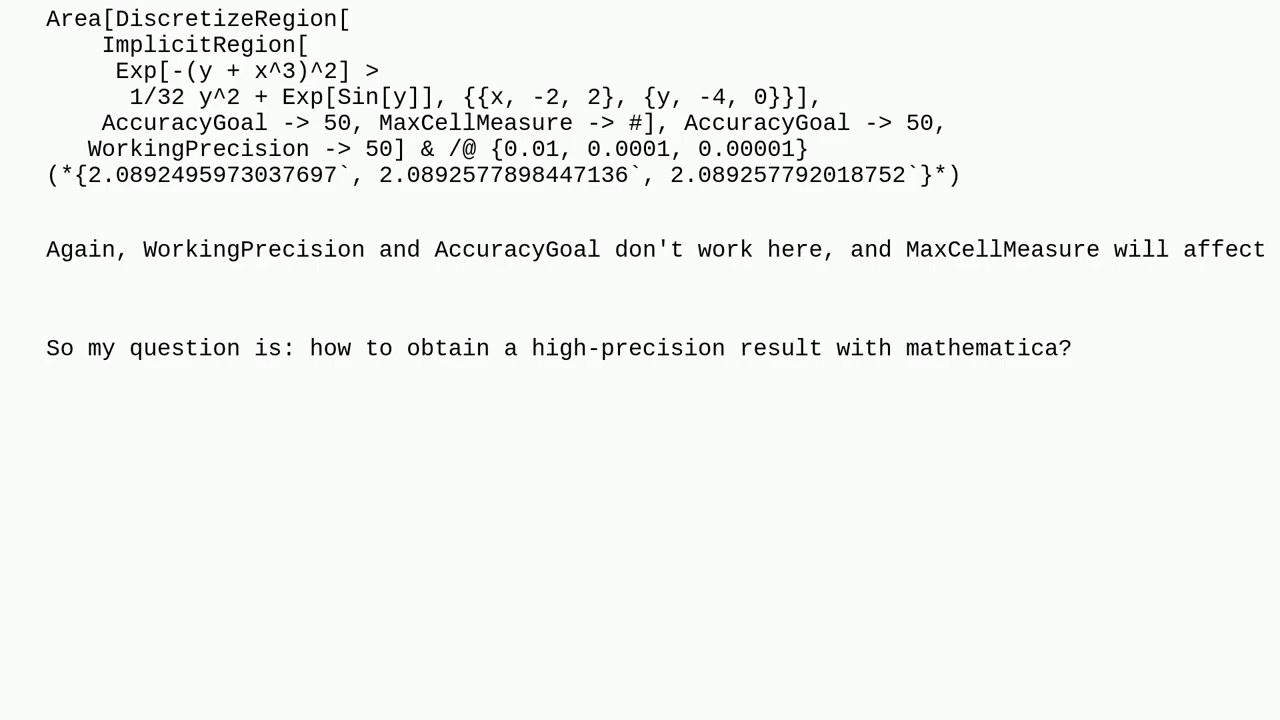 Area[DiscretizeRegion[
    ImplicitRegion[
     Exp[-(y + x^3)^2] >
      1/32 y^2 + Exp[Sin[y]], {{x, -2, 2}, {y, -4, 0}}],
    AccuracyGoal -> 50, MaxCellMeasure -> #], AccuracyGoal -> 50,
   WorkingPrecision -> 50] & /@ {0.01, 0.0001, 0.00001}
(*{2.0892495973037697`, 2.0892577898447136`, 2.089257792018752`}*)
Again, WorkingPrecision and AccuracyGoal don't work here, and MaxCellMeasure will affect
So my question is: how to obtain a high-precision result with mathematica?